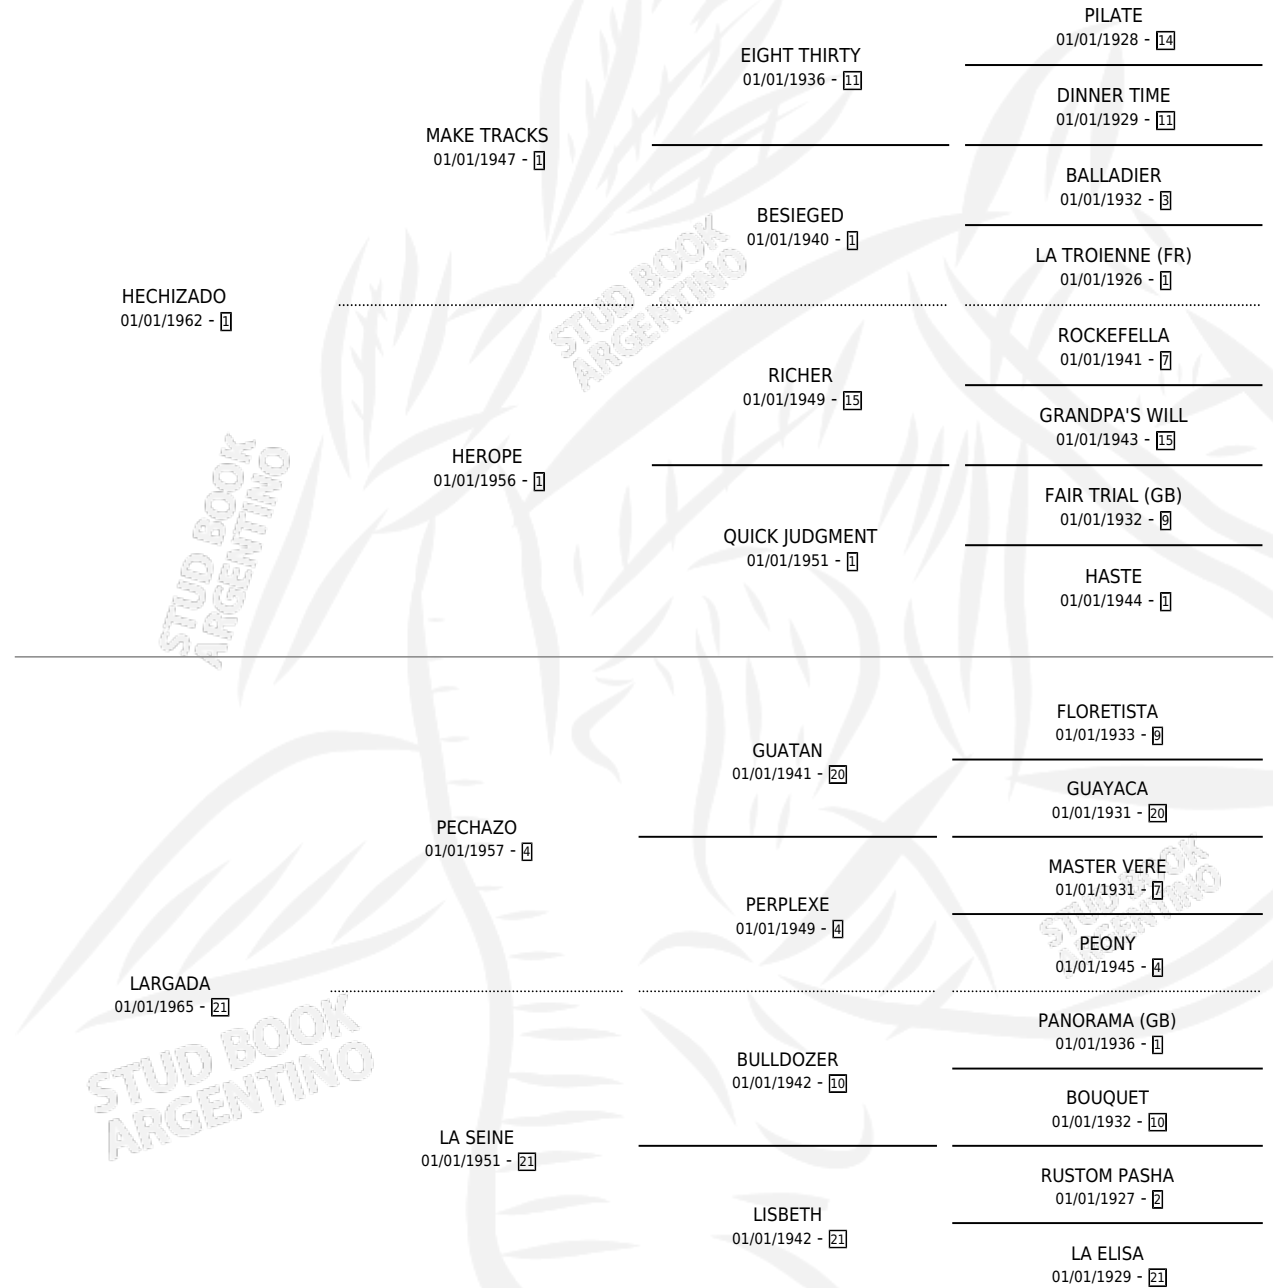 PILATE
01/01/1928 - 14
EIGHT THIRTY
01/01/1936 - 11
DINNER TIME
01/01/1929 - 11
MAKE TRACKS
01/01/1947 - 1
BALLADIER
01/01/1932 - 3
BESIEGED
01/01/1940 - 1
LA TROIENNE (FR)
01/01/1926 - 1
HECHIZADO
01/01/1962 - 1
STUD BOOK
ARGENTINO
ROCKEFELLA
01/01/1941 - 7
RICHER
01/01/1949 - 15
GRANDPA'S WILL
01/01/1943 - 15
HEROPE
01/01/1956 - 1
FAIR TRIAL (GB)
01/01/1932 - 9
QUICK JUDGMENT
01/01/1951 - 1
HASTE
01/01/1944 - 1
STUD BOOK
ARGENTINO
FLORETISTA
01/01/1933 - 9
GUATAN
01/01/1941 - 20
GUAYACA
01/01/1931 - 20
PECHAZO
01/01/1957 - 4
MASTER VERE
01/01/1931 - 7
PERPLEXE
01/01/1949 - 4
PEONY
01/01/1945 - 4
STUD BOOK
ARGENTINO
LARGADA
01/01/1965 - 21
PANORAMA (GB)
01/01/1936 - 1
BULLDOZER
01/01/1942 - 10
BOUQUET
01/01/1932 - 10
STUD BOOK
ARGENTINO
LA SEINE
01/01/1951 - 21
RUSTOM PASHA
01/01/1927 - 2
LISBETH
01/01/1942 - 21
LA ELISA
01/01/1929 - 21